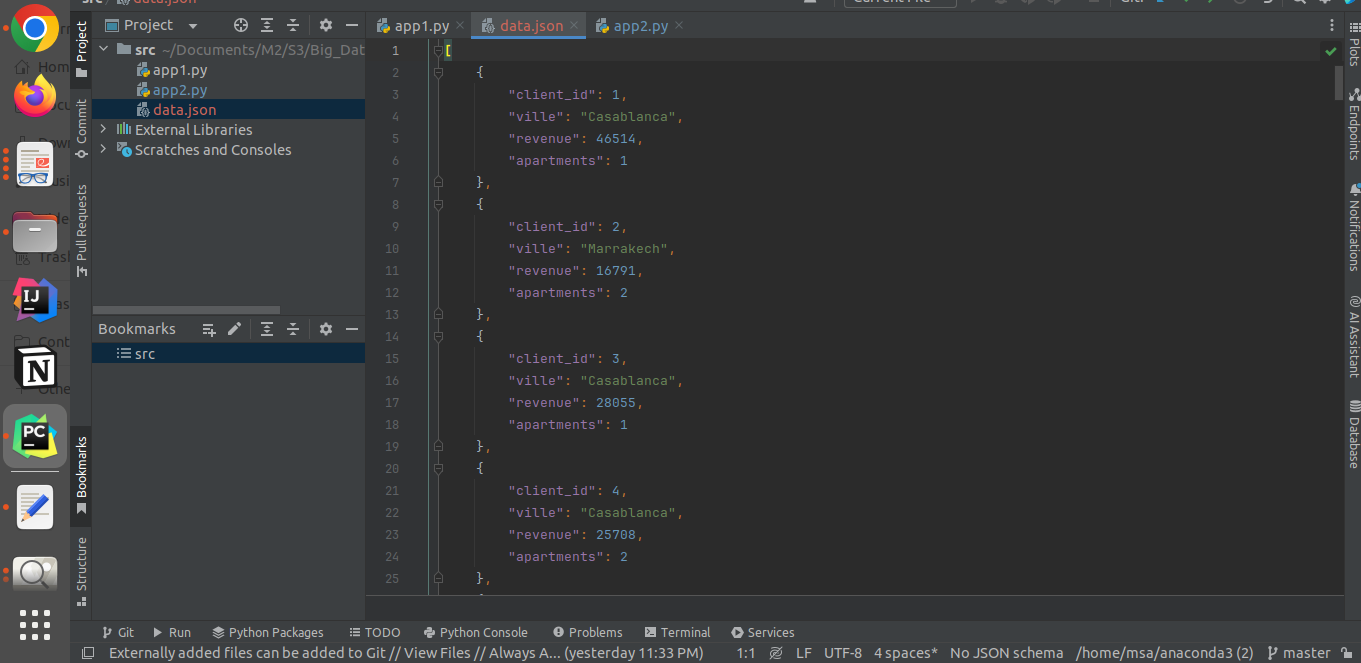 data.json
Project
app1.py
data.json
app2.py
src ~/Documents/M2/S3/Big_Dat
app1.py
app2.py
data.json
External Libraries
Scratches and Consoles
Bookmarks
src
Project
Commit
Pull Requests
Bookmarks
Structure
IJ
N
PC
1 [
2 {
3 "client_id": 1,
4 "ville": "Casablanca",
5 "revenue": 46514,
6 "apartments": 1
7 },
8 {
9 "client_id": 2,
10 "ville": "Marrakech",
11 "revenue": 16791,
12 "apartments": 2
13 },
14 {
15 "client_id": 3,
16 "ville": "Casablanca",
17 "revenue": 28055,
18 "apartments": 1
19 },
20 {
21 "client_id": 4,
22 "ville": "Casablanca",
23 "revenue": 25708,
24 "apartments": 2
25 },
Plots
Endpoints
Notifications
AI Assistant
Database
Git Run Python Packages TODO Python Console Problems Terminal Services
Externally added files can be added to Git // View Files // Always A... (yesterday 11:33 PM) 1:1 LF UTF-8 4 spaces* No JSON schema /home/msa/anaconda3 (2) master